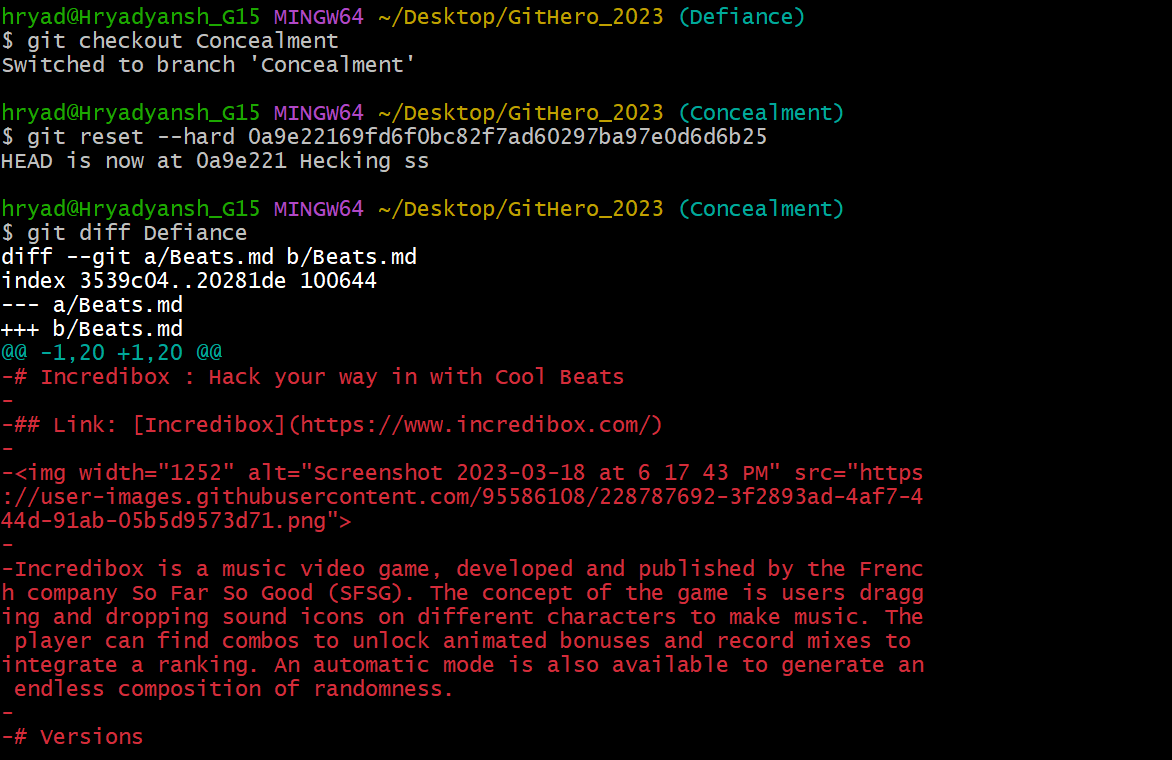 hryad@Hryadyansh_G15 MINGW64 ~/Desktop/GitHero_2023 (Defiance)
$ git checkout Concealment
Switched to branch 'Concealment'

hryad@Hryadyansh_G15 MINGW64 ~/Desktop/GitHero_2023 (Concealment)
$ git reset --hard 0a9e22169fd6f0bc82f7ad60297ba97e0d6d6b25
HEAD is now at 0a9e221 Hecking ss

hryad@Hryadyansh_G15 MINGW64 ~/Desktop/GitHero_2023 (Concealment)
$ git diff Defiance
diff --git a/Beats.md b/Beats.md
index 3539c04..20281de 100644
--- a/Beats.md
+++ b/Beats.md
@@ -1,20 +1,20 @@
-# Incredibox : Hack your way in with Cool Beats
-
-## Link: [Incredibox](https://www.incredibox.com/)
-
-<img width="1252" alt="Screenshot 2023-03-18 at 6 17 43 PM" src="https
://user-images.githubusercontent.com/95586108/228787692-3f2893ad-4af7-4
44d-91ab-05b5d9573d71.png">
-
-Incredibox is a music video game, developed and published by the Frenc
h company So Far So Good (SFSG). The concept of the game is users dragg
ing and dropping sound icons on different characters to make music. The
 player can find combos to unlock animated bonuses and record mixes to
integrate a ranking. An automatic mode is also available to generate an
 endless composition of randomness.
-
-# Versions